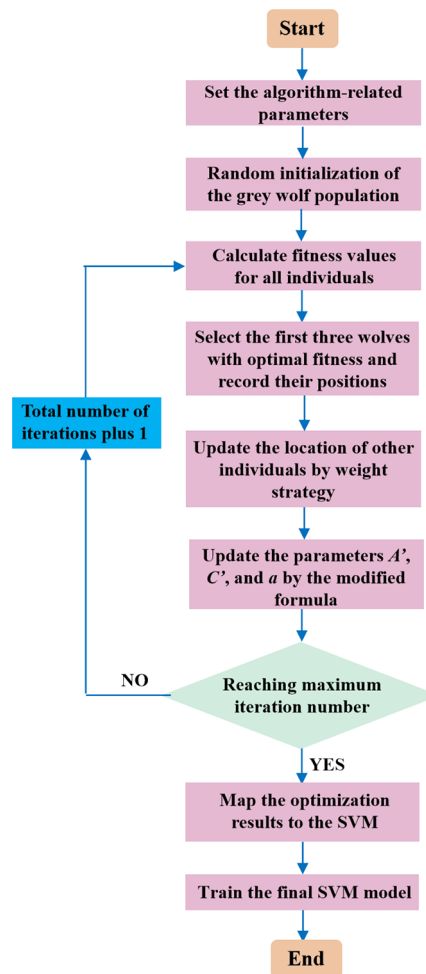 Start
Set the algorithm-related
parameters
Random initialization of
the grey wolf population
Calculate fitness values
for all individuals
Select the first three wolves
with optimal fitness and
record their positions
Total number of
iterations plus 1
Update the location of other
individuals by weight
strategy
Update the parameters A’,
C’, and a by the modified
formula
NO
Reaching maximum
iteration number
YES
Map the optimization
results to the SVM
Train the final SVM model
End